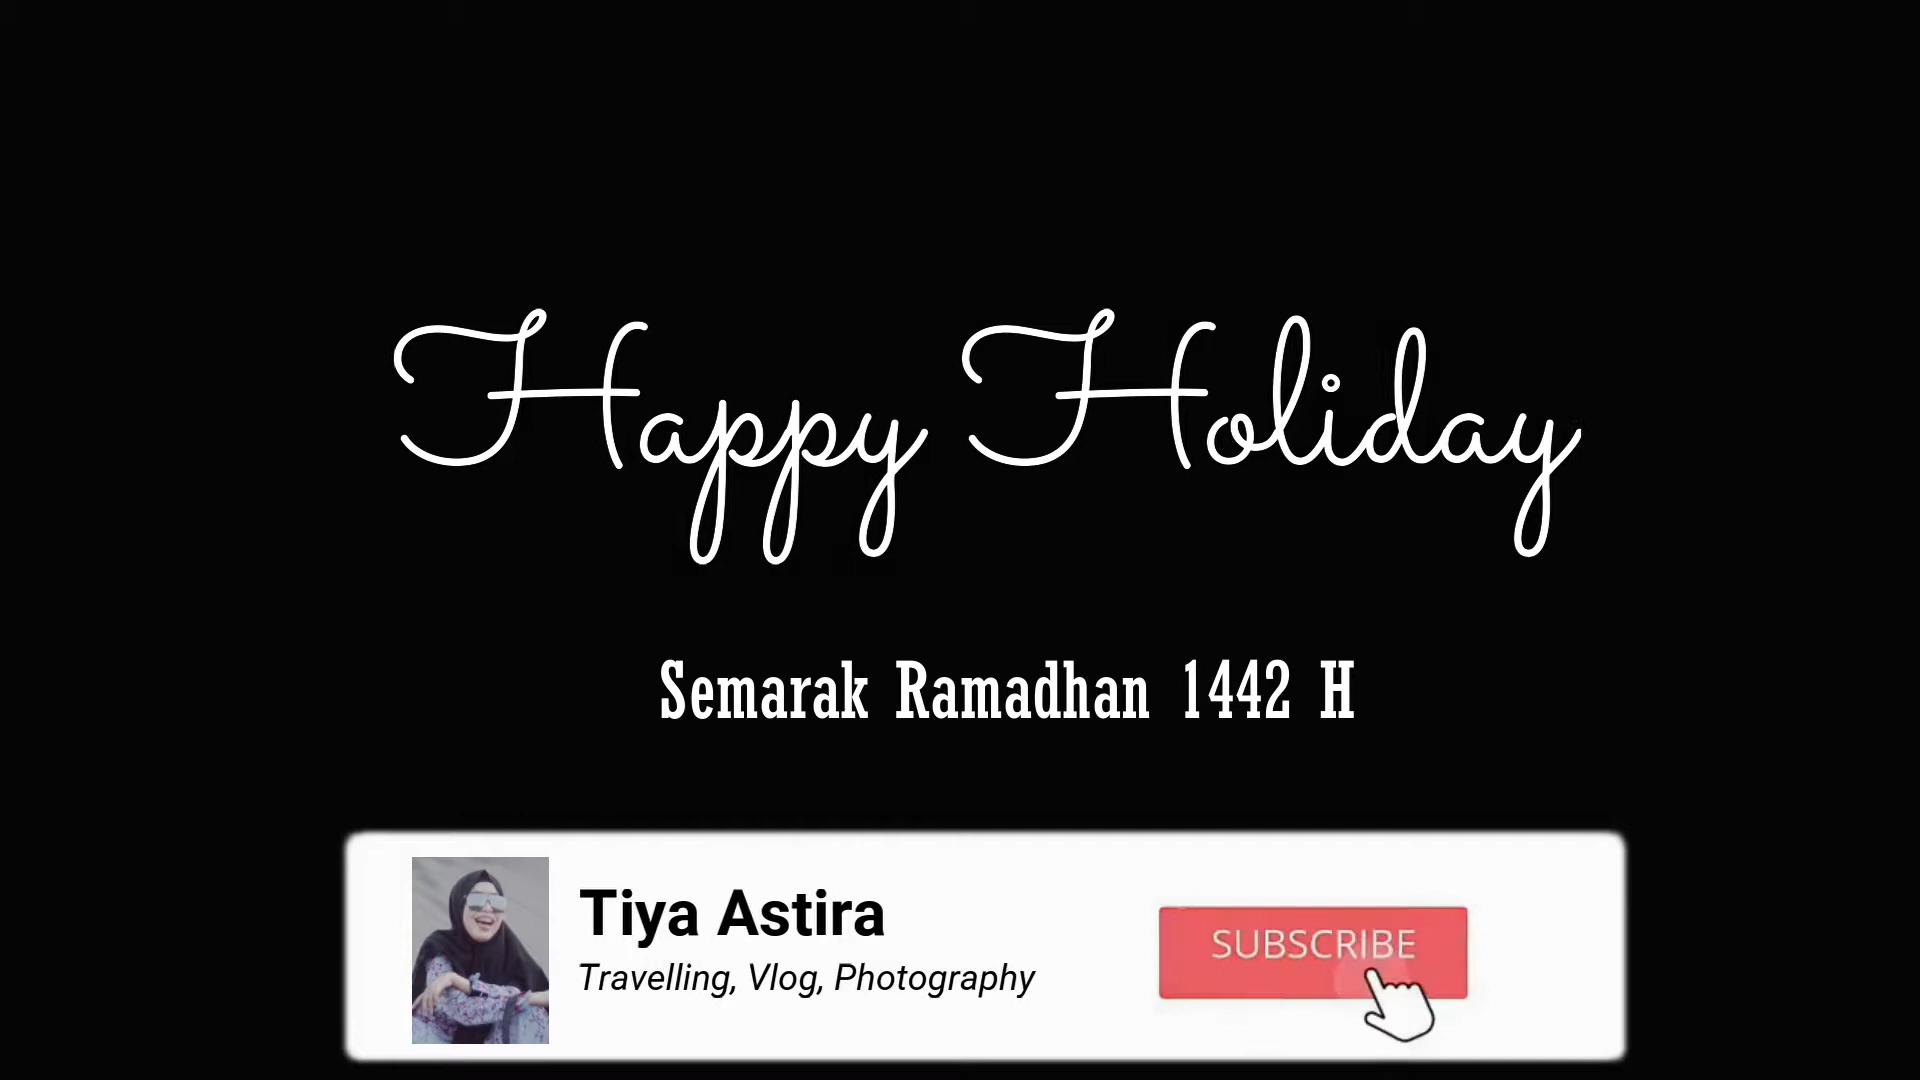 Happy Holiday
Semarak Ramadhan 1442 H
Tiya Astira
Travelling, Vlog, Photography
SUBSCRIBE